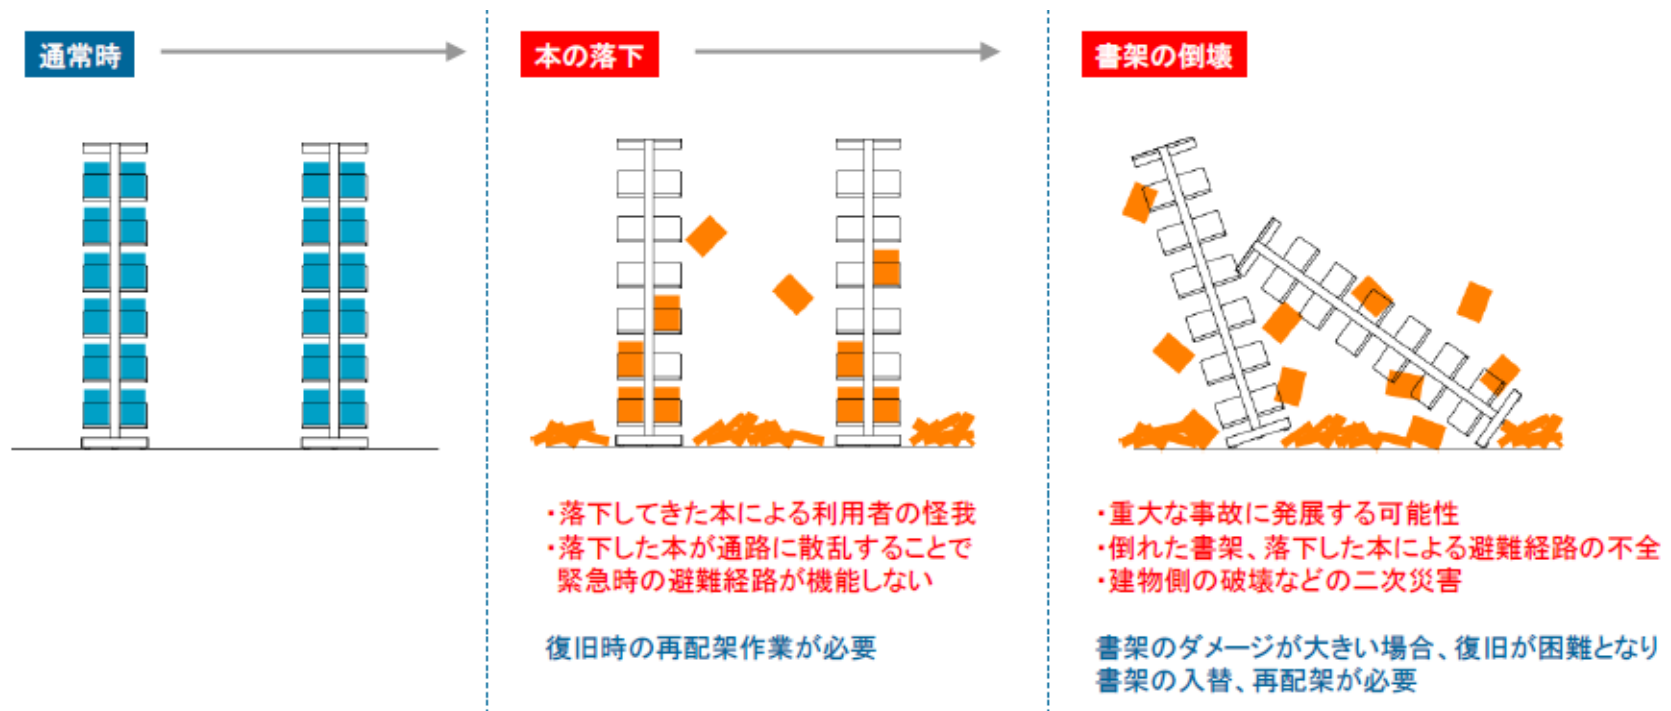 通常時
本の落下
書架の倒壊
・落下してきた本による利用者の怪我
・落下した本が通路に散乱することで
緊急時の避難経路が機能しない
復旧時の再配架作業が必要
・重大な事故に発展する可能性
・倒れた書架、落下した本による避難経路の不全
・建物側の破壊などの二次災害
書架のダメージが大きい場合、復旧が困難となり
書架の入替、再配架が必要